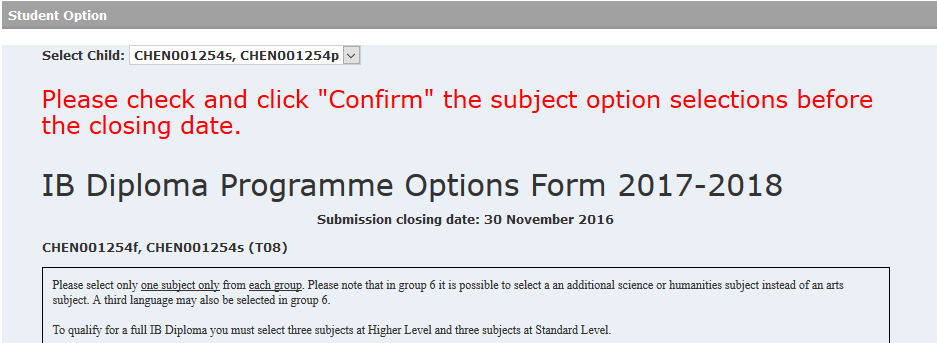 Student Option
Select Child: CHEN001254s, CHEN001254p
Please check and click "Confirm" the subject option selections before
the closing date.
IB Diploma Programme Options Form 2017-2018
Submission closing date: 30 November 2016
CHEN001254f, CHEN001254s (T08)
Please select only one subject only from each group. Please note that in group 6 it is possible to select a an additional science or humanities subject instead of an arts
subject. A third language may also be selected in group 6.
To qualify for a full IB Diploma you must select three subjects at Higher Level and three subjects at Standard Level.